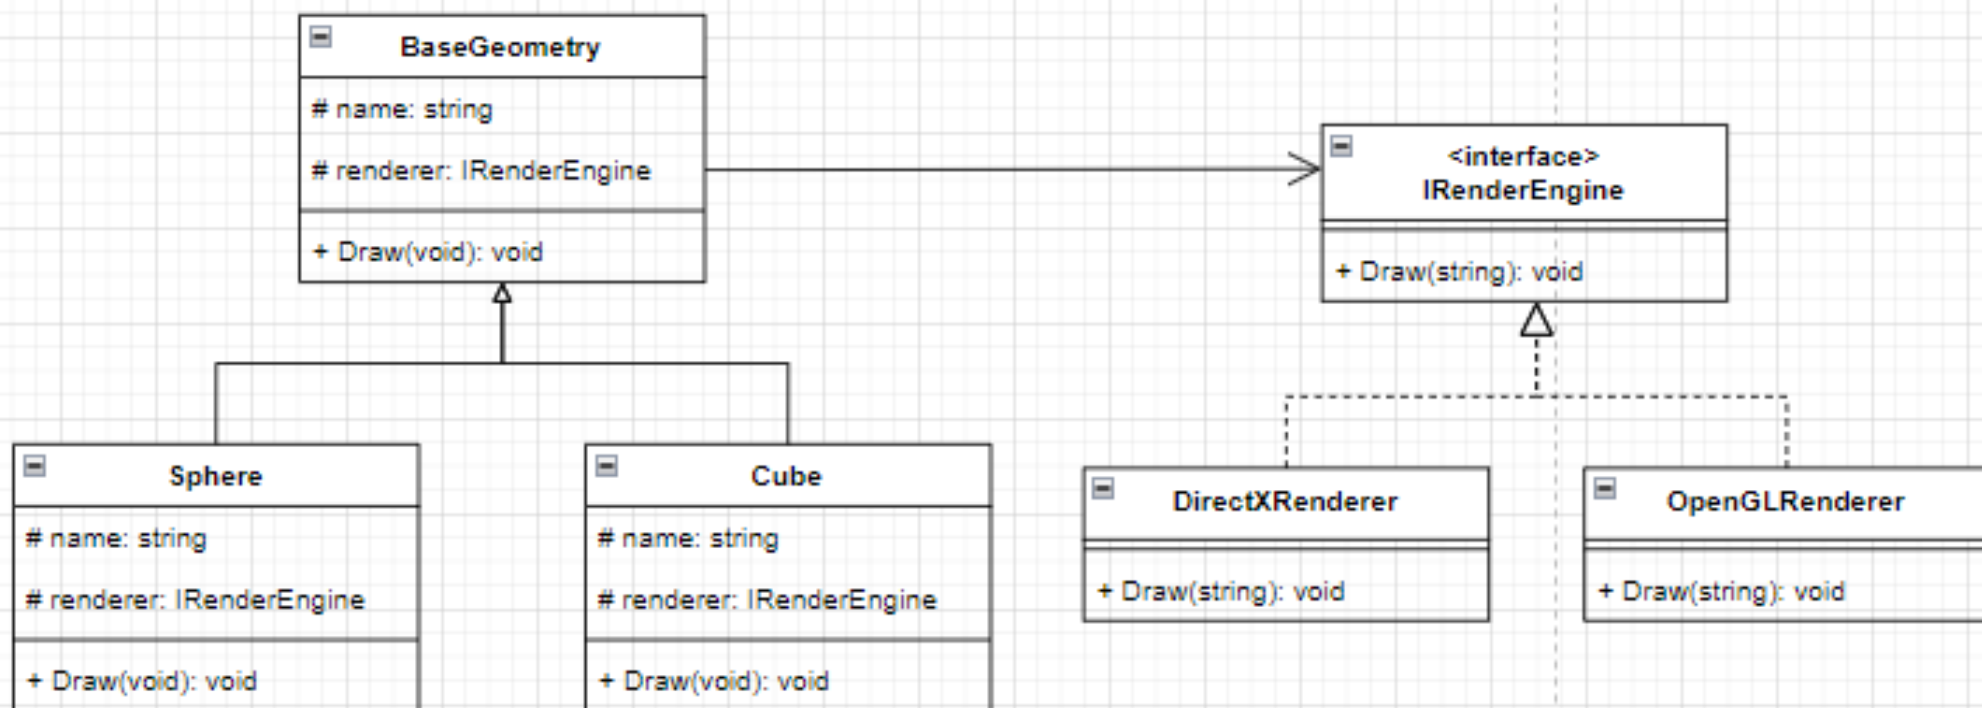 BaseGeometry
# name: string
# renderer: IRenderEngine
+ Draw(void): void
<interface>
IRenderEngine
+ Draw(string): void
Sphere
# name: string
# renderer: IRenderEngine
+ Draw(void): void
Cube
# name: string
# renderer: IRenderEngine
+ Draw(void): void
DirectXRenderer
+ Draw(string): void
OpenGLRenderer
+ Draw(string): void